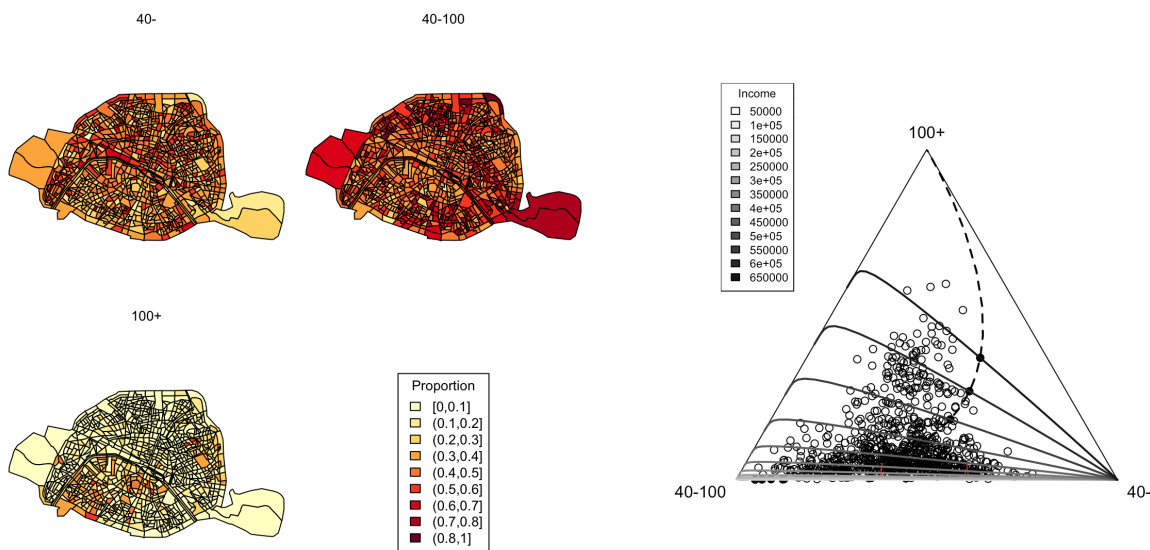 40-
40-100
100+
Proportion
[0,0.1]
(0.1,0.2]
(0.2,0.3]
(0.3,0.4]
(0.4,0.5]
(0.5,0.6]
(0.6,0.7]
(0.7,0.8]
(0.8,1]
Income
50000
1e+05
150000
2e+05
250000
3e+05
350000
4e+05
450000
5e+05
550000
6e+05
650000
100+
40-100
40-